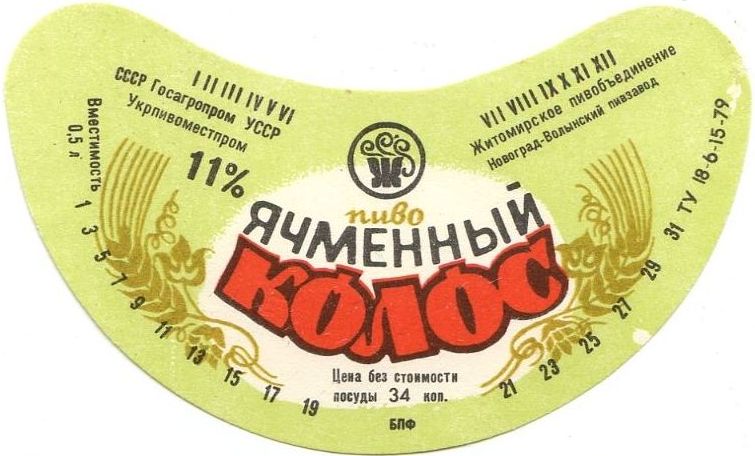 I II III IV V VI
СССР Госагропром УССР
Укрпивоместпром
11%
Вместимость
0,5 л
VII VIII IX X XI XII
Житомирское пивобъединение
Новоград-Волынский пивзавод
пиво
ЯЧМЕННЫЙ
КОЛОС
Цена без стоимости
посуды 34 коп.
БПФ
1 3 5 7 9 11 13 15 17 19 21 23 25 27 29 31 ТУ 18-6-15-79